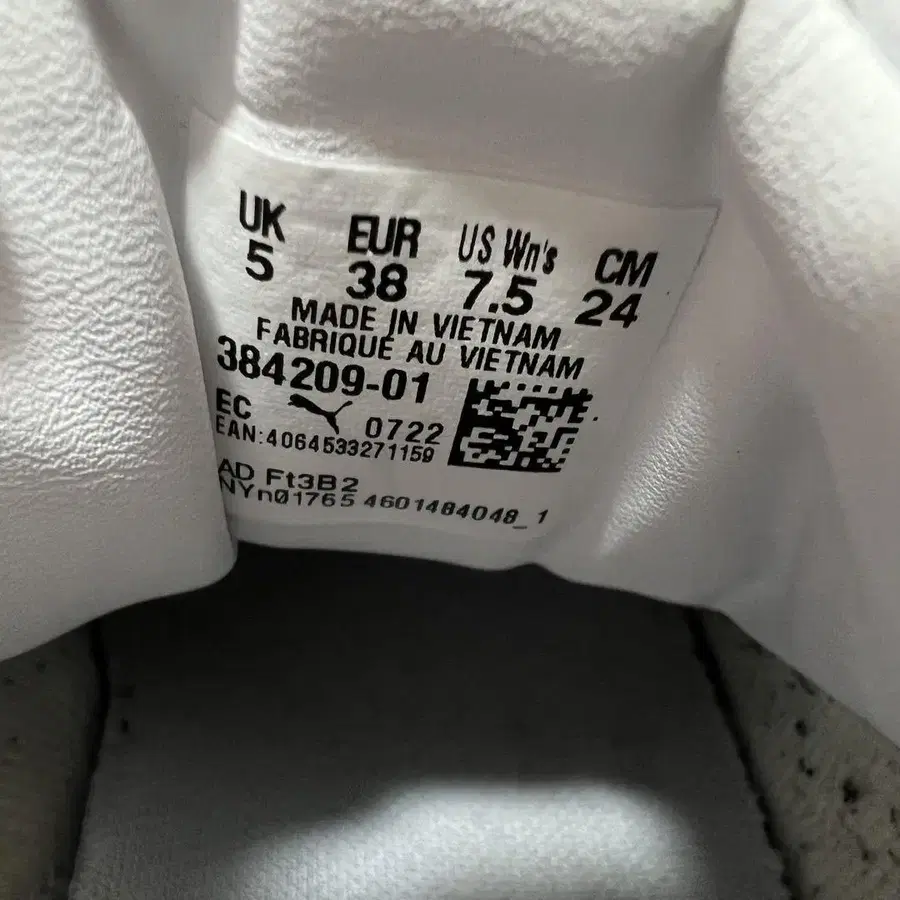 UK EUR US Wn's CM
5 38 7.5 24
MADE IN VIETNAM
FABRIQUE AU VIETNAM
384209-01
EC 0722
EAN:4064533271159
AD Ft3B2
NYn01765 4601484048_1